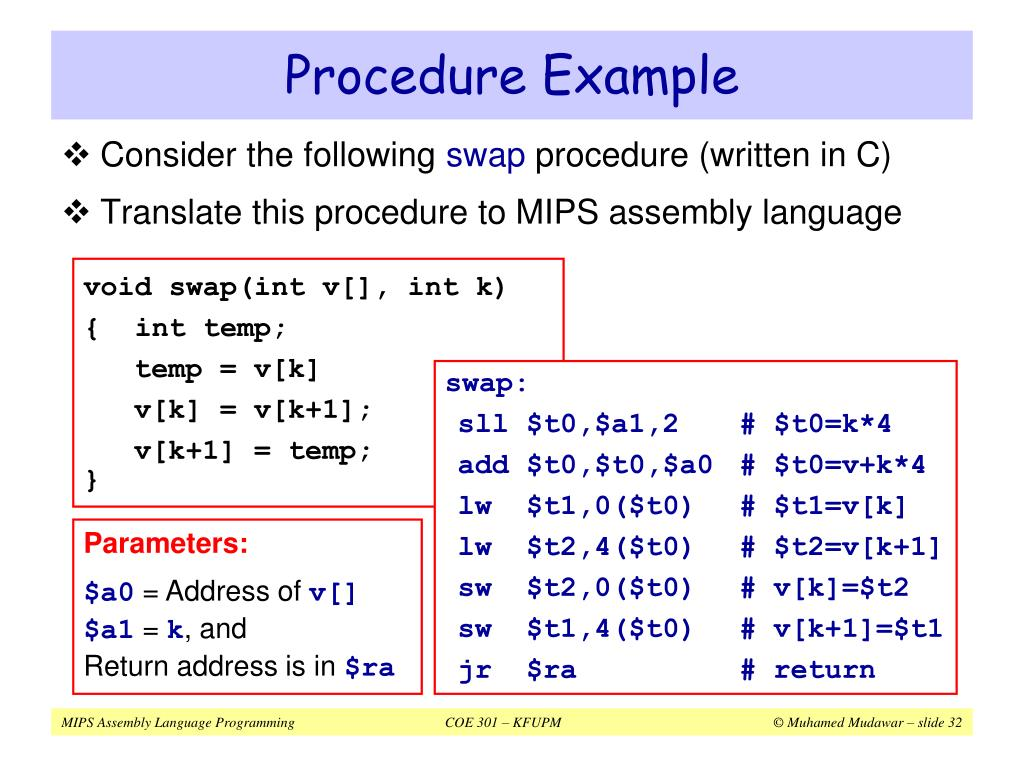 Procedure Example
❖ Consider the following swap procedure (written in C)
❖ Translate this procedure to MIPS assembly language
void swap(int v[], int k)
{  int temp;
   temp = v[k]
   v[k] = v[k+1];
   v[k+1] = temp;
}
Parameters:
$a0 = Address of v[]
$a1 = k, and
Return address is in $ra
swap:
sll $t0,$a1,2 # $t0=k*4
add $t0,$t0,$a0 # $t0=v+k*4
lw $t1,0($t0) # $t1=v[k]
lw $t2,4($t0) # $t2=v[k+1]
sw $t2,0($t0) # v[k]=$t2
sw $t1,4($t0) # v[k+1]=$t1
jr $ra # return
MIPS Assembly Language Programming COE 301 – KFUPM © Muhamed Mudawar – slide 32